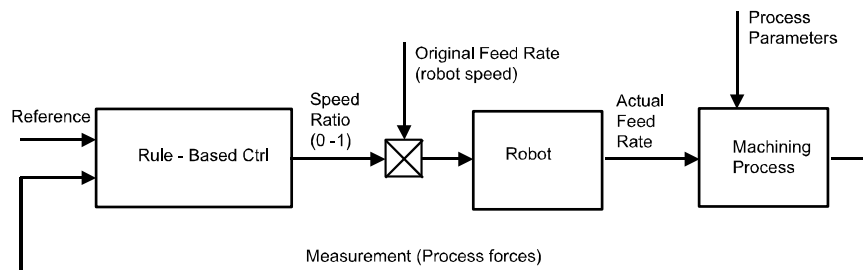 Reference
Rule - Based Ctrl
Speed
Ratio
(0 -1)
Original Feed Rate
(robot speed)
Robot
Actual
Feed
Rate
Process
Parameters
Machining
Process
Measurement (Process forces)